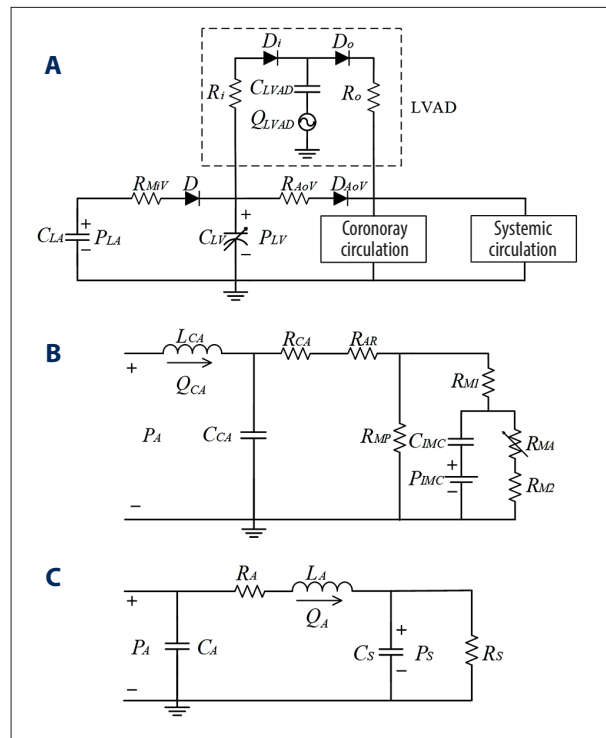 A
Di
Do
CLVAD
Ri
Ro
LVAD
QLVAD
RMiV
D
RAoV
DAoV
CLA
+
PLA
−
CLV
+
PLV
−
Coronoray
circulation
Systemic
circulation
B
LCA
RCA
RAR
+
QCA
RM1
PA
CCA
RMP
CIMC
RMA
+
PIMC
−
RM2
−
C
RA
LA
+
QA
PA
CA
CS
+
PS
−
RS
−